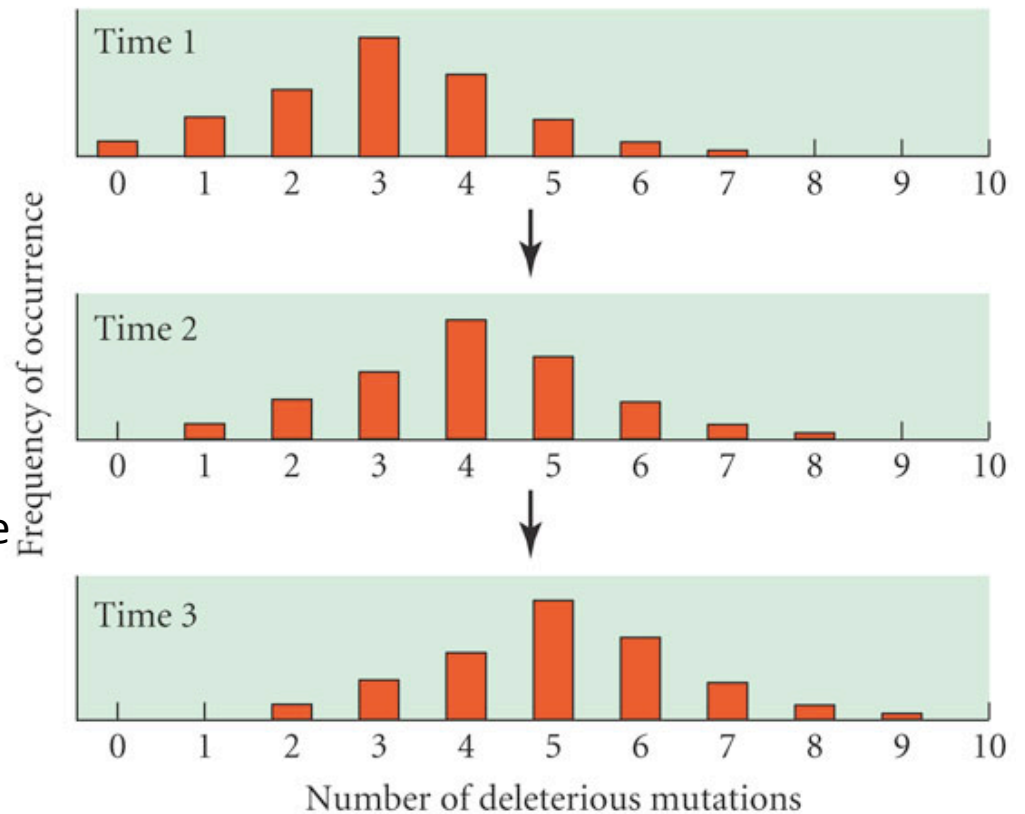 Time 1
0 1 2 3 4 5 6 7 8 9 10
Time 2
0 1 2 3 4 5 6 7 8 9 10
Time 3
0 1 2 3 4 5 6 7 8 9 10
Frequency of occurrence
e
Number of deleterious mutations